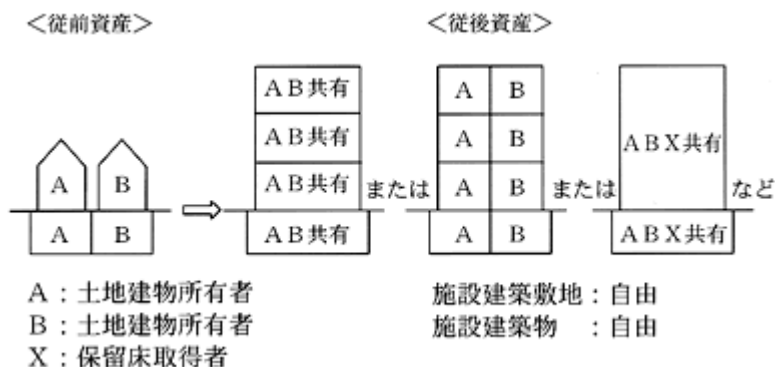 ＜従前資産＞
＜従後資産＞
A
B
A
B
ＡＢ共有
ＡＢ共有
ＡＢ共有
ＡＢ共有
または
A
B
A
B
A
B
A
B
または
ＡＢＸ共有
ＡＢＸ共有
など
Ａ：土地建物所有者
Ｂ：土地建物所有者
Ｘ：保留床取得者
施設建築敷地：自由
施設建築物　：自由